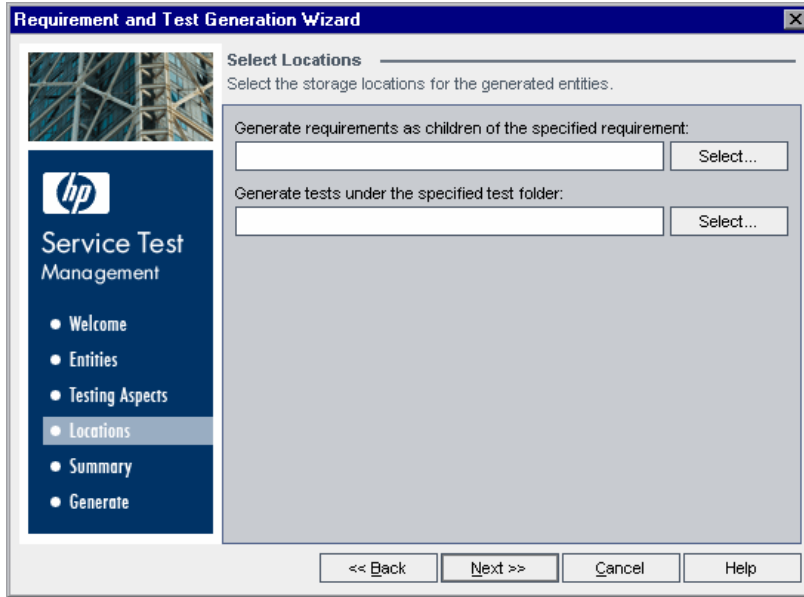 Requirement and Test Generation Wizard
Select Locations
Select the storage locations for the generated entities.
Generate requirements as children of the specified requirement:
Select...
Generate tests under the specified test folder:
Select...
hp
Service Test
Management
Welcome
Entities
Testing Aspects
Locations
Summary
Generate
<< Back
Next >>
Cancel
Help